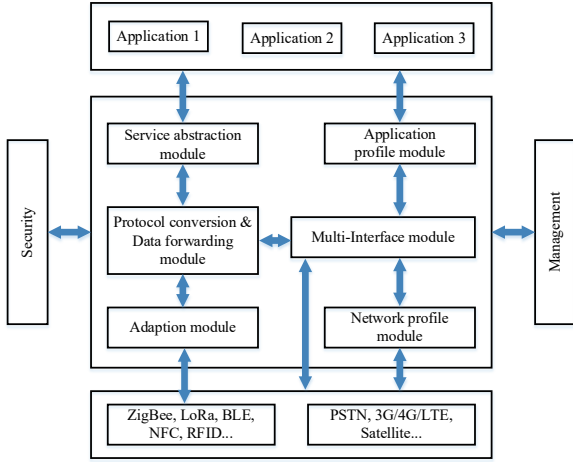 Application 1
Application 2
Application 3
Service abstraction
module
Application
profile module
Security
Protocol conversion &
Data forwarding
module
Multi-Interface module
Management
Adaption module
Network profile
module
ZigBee, LoRa, BLE,
NFC, RFID...
PSTN, 3G/4G/LTE,
Satellite...